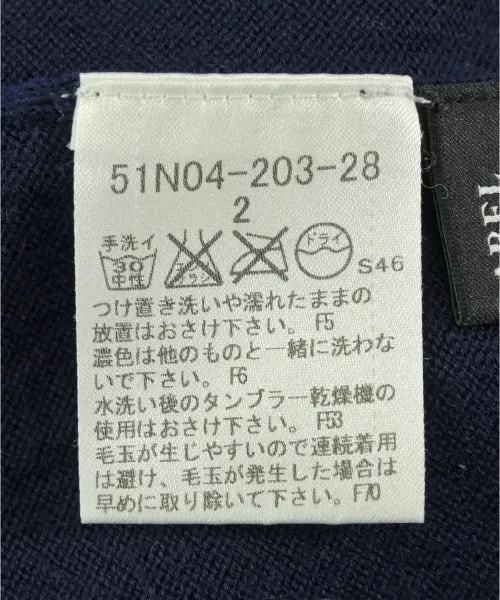 51N04-203-28
2
手洗イ
30
中性
エンソ
サラシ
ドライ
S46
つけ置き洗いや濡れたままの
放置はおさけ下さい。F5
濃色は他のものと一緒に洗わな
いで下さい。F6
水洗い後のタンブラー乾燥機の
使用はおさけ下さい。F53
毛玉が生じやすいので連続着用
は避け、毛玉が発生した場合は
早めに取り除いて下さい。F70